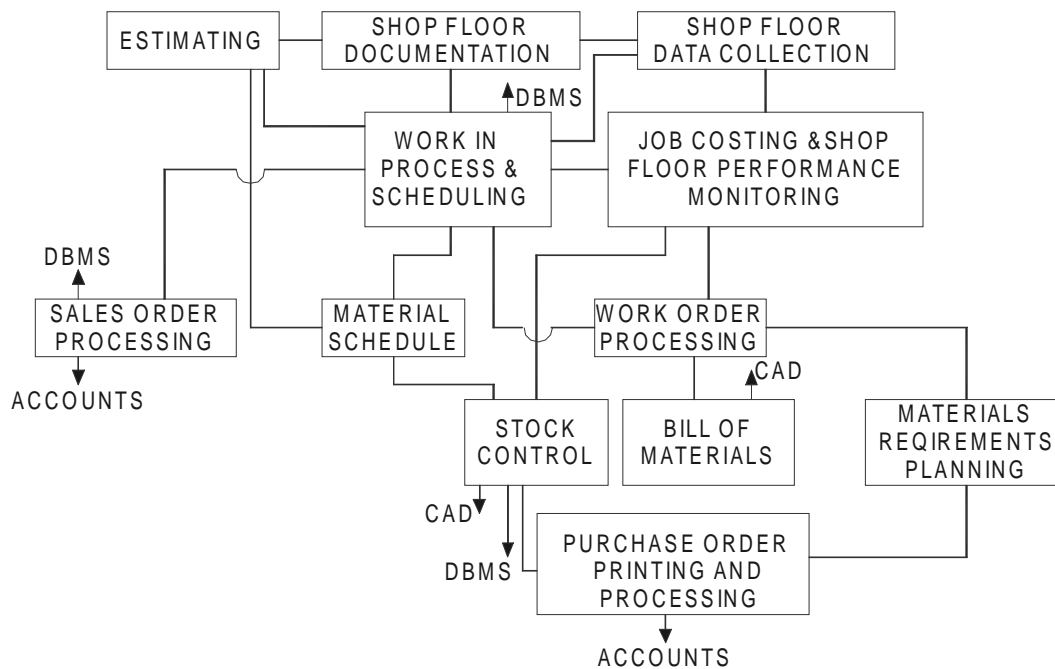 ESTIMATING
SHOP FLOOR
DOCUMENTATION
SHOP FLOOR
DATA COLLECTION
DBMS
WORK IN
PROCESS &
SCHEDULING
JOB COSTING &SHOP
FLOOR PERFORMANCE
MONITORING
DBMS
SALES ORDER
PROCESSING
ACCOUNTS
MATERIAL
SCHEDULE
WORK ORDER
PROCESSING
CAD
STOCK
CONTROL
BILL OF
MATERIALS
MATERIALS
REQIREMENTS
PLANNING
CAD
DBMS
PURCHASE ORDER
PRINTING AND
PROCESSING
ACCOUNTS